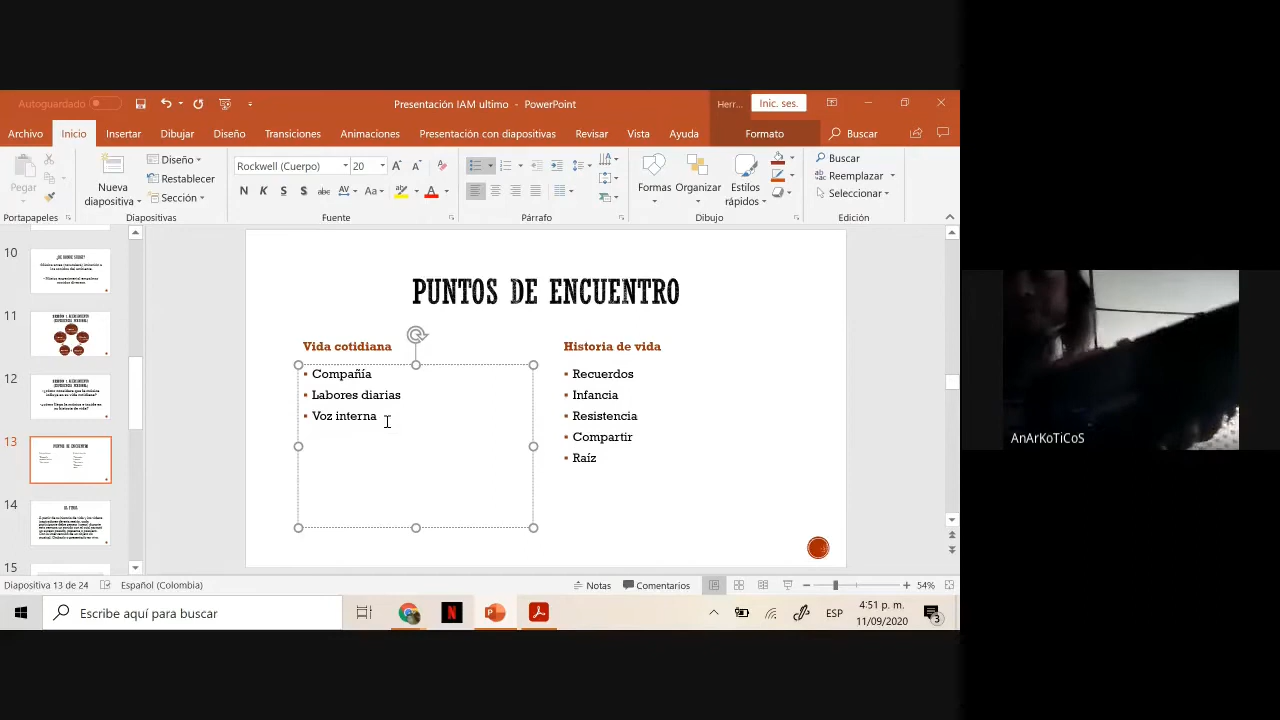 Autoguardado
Presentación IAM ultimo - PowerPoint
Herr...
Inic. ses.
Archivo
Inicio
Insertar
Dibujar
Diseño
Transiciones
Animaciones
Presentación con diapositivas
Revisar
Vista
Ayuda
Formato
Buscar
Pegar
Nueva
diapositiva
Diseño
Restablecer
Sección
Rockwell (Cuerpo)
20
N K S S abc AV Aa A
Formas
Organizar
Estilos
rápidos
Buscar
Reemplazar
Seleccionar
Portapapeles
Diapositivas
Fuente
Párrafo
Dibujo
Edición
10
11
12
13
14
15
PUNTOS DE ENCUENTRO
Vida cotidiana
Compañía
Labores diarias
Voz interna
Historia de vida
Recuerdos
Infancia
Resistencia
Compartir
Raíz
AnArKoTiCoS
Diapositiva 13 de 24
Español (Colombia)
Notas
Comentarios
54%
Escribe aquí para buscar
ESP
4:51 p. m.
11/09/2020
3